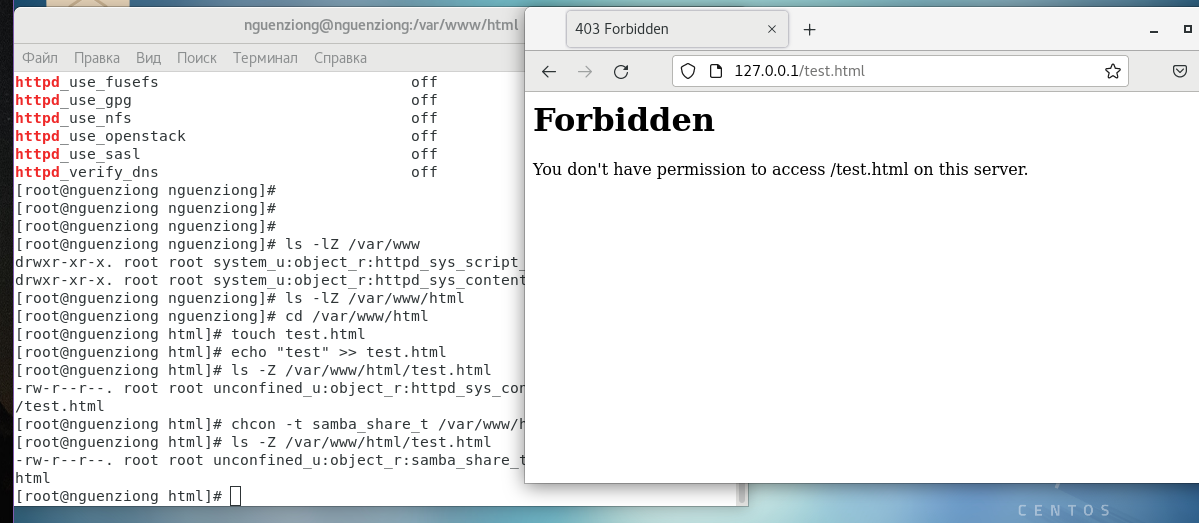 nguenziong@nguenziong:/var/www/html
Файл Правка Вид Поиск Терминал Справка
httpd_use_fusefs off
httpd_use_gpg off
httpd_use_nfs off
httpd_use_openstack off
httpd_use_sasl off
httpd_verify_dns off
[root@nguenziong nguenziong]#
[root@nguenziong nguenziong]#
[root@nguenziong nguenziong]#
[root@nguenziong nguenziong]# ls -lZ /var/www
drwxr-xr-x. root root system_u:object_r:httpd_sys_script_
drwxr-xr-x. root root system_u:object_r:httpd_sys_content
[root@nguenziong nguenziong]# ls -lZ /var/www/html
[root@nguenziong nguenziong]# cd /var/www/html
[root@nguenziong html]# touch test.html
[root@nguenziong html]# echo "test" >> test.html
[root@nguenziong html]# ls -Z /var/www/html/test.html
-rw-r--r--. root root unconfined_u:object_r:httpd_sys_con
/test.html
[root@nguenziong html]# chcon -t samba_share_t /var/www/h
[root@nguenziong html]# ls -Z /var/www/html/test.html
-rw-r--r--. root root unconfined_u:object_r:samba_share_t
html
[root@nguenziong html]#
403 Forbidden
127.0.0.1/test.html
Forbidden
You don't have permission to access /test.html on this server.
CENTOS